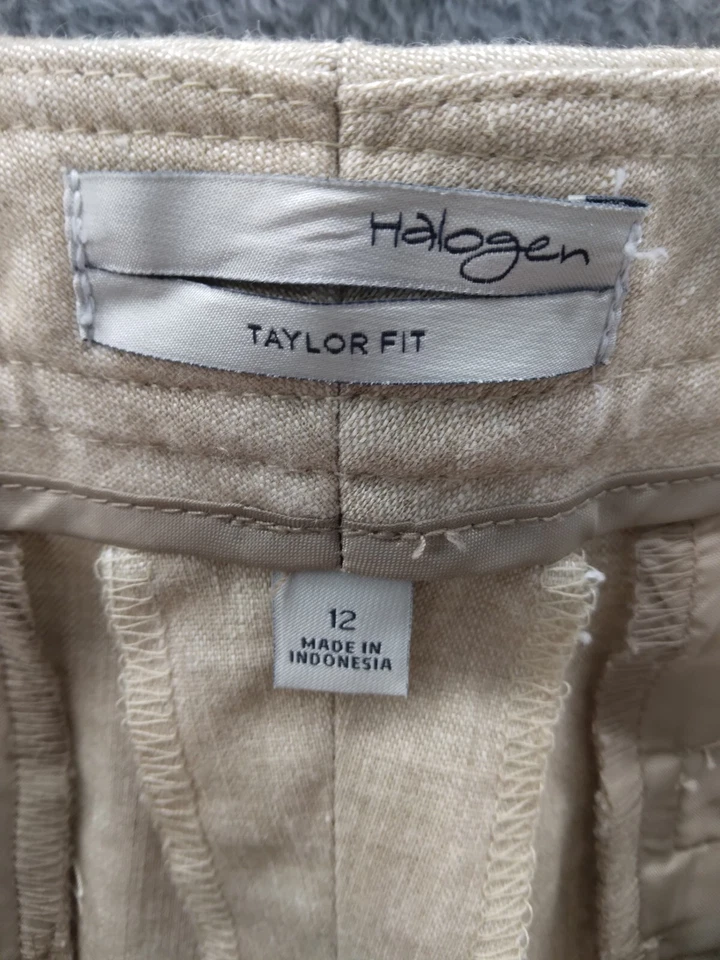 Halogen
TAYLOR FIT
12
MADE IN
INDONESIA